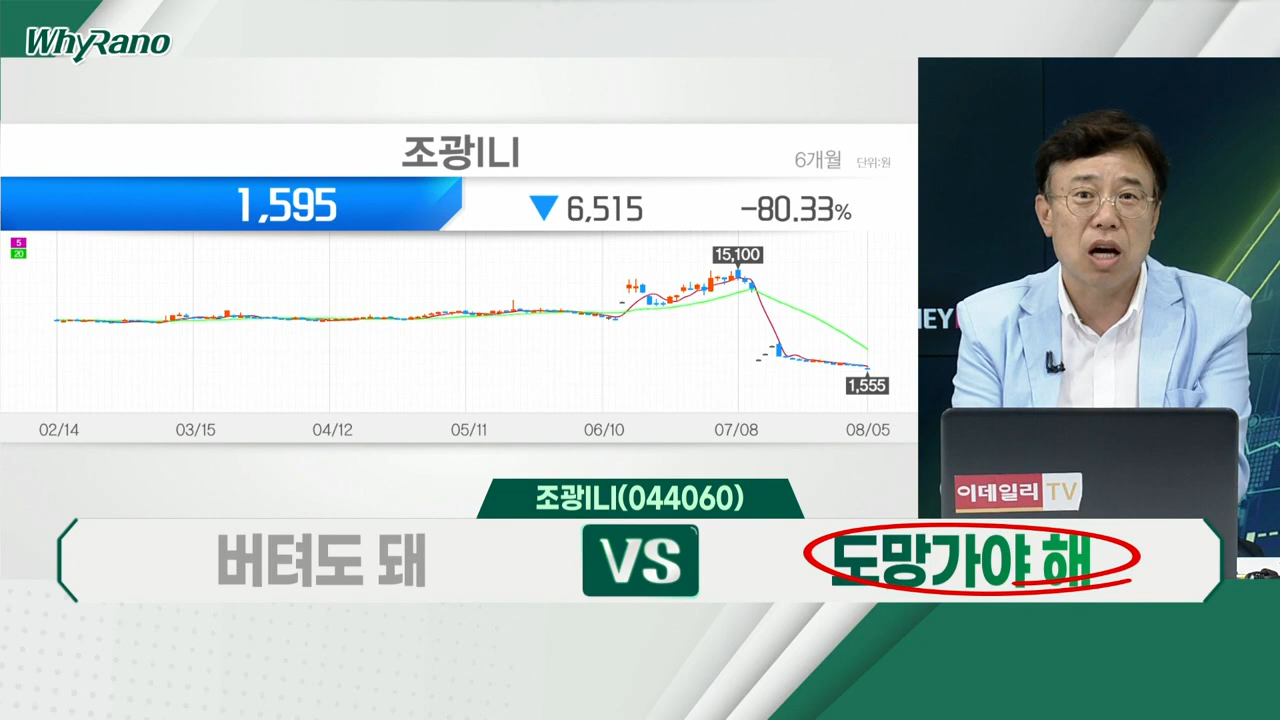 WhyRano
조광ILI
6개월 단위:원
1,595 ▼ 6,515 -80.33%
5
20
15,100
1,555
02/14 03/15 04/12 05/11 06/10 07/08 08/05
이데일리 TV
조광ILI(044060)
버텨도 돼 VS 도망가야 해